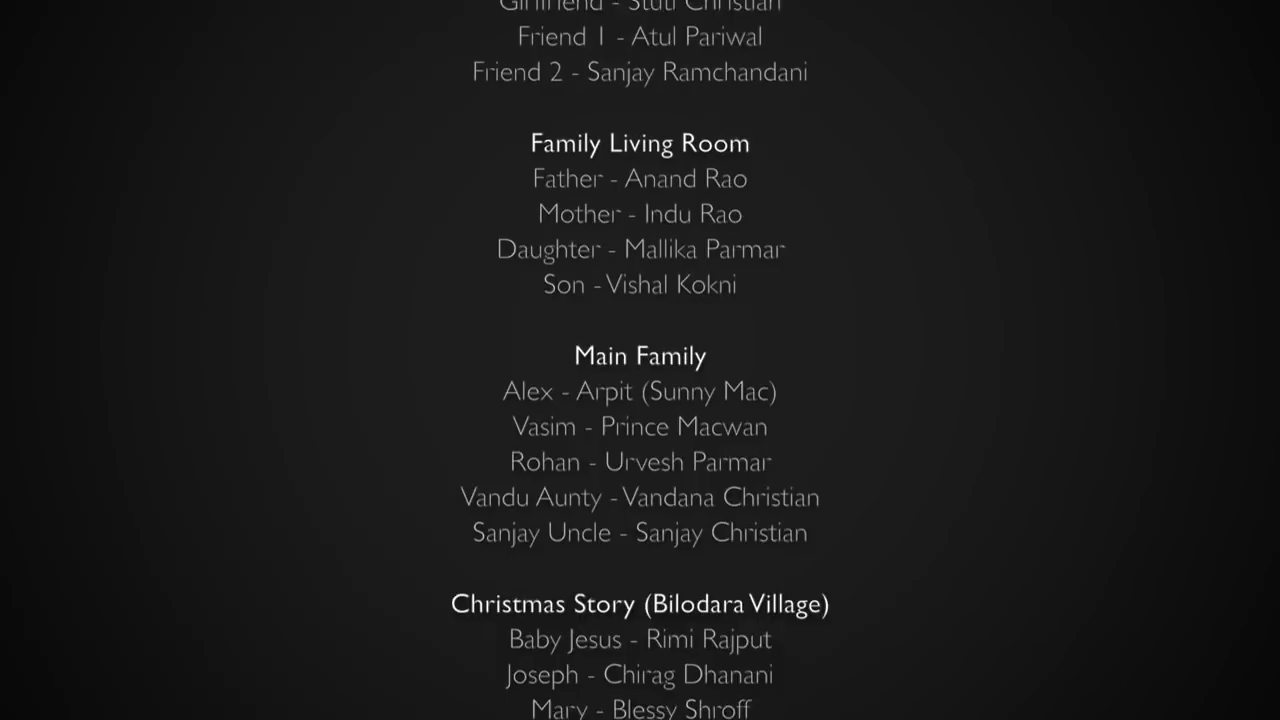 Girlfriend - Stuti Christian
Friend 1 - Atul Pariwal
Friend 2 - Sanjay Ramchandani
Family Living Room
Father - Anand Rao
Mother - Indu Rao
Daughter - Mallika Parmar
Son - Vishal Kokni
Main Family
Alex - Arpit (Sunny Mac)
Vasim - Prince Macwan
Rohan - Urvesh Parmar
Vandu Aunty - Vandana Christian
Sanjay Uncle - Sanjay Christian
Christmas Story (Bilodara Village)
Baby Jesus - Rimi Rajput
Joseph - Chirag Dhanani
Mary - Blessy Shroff